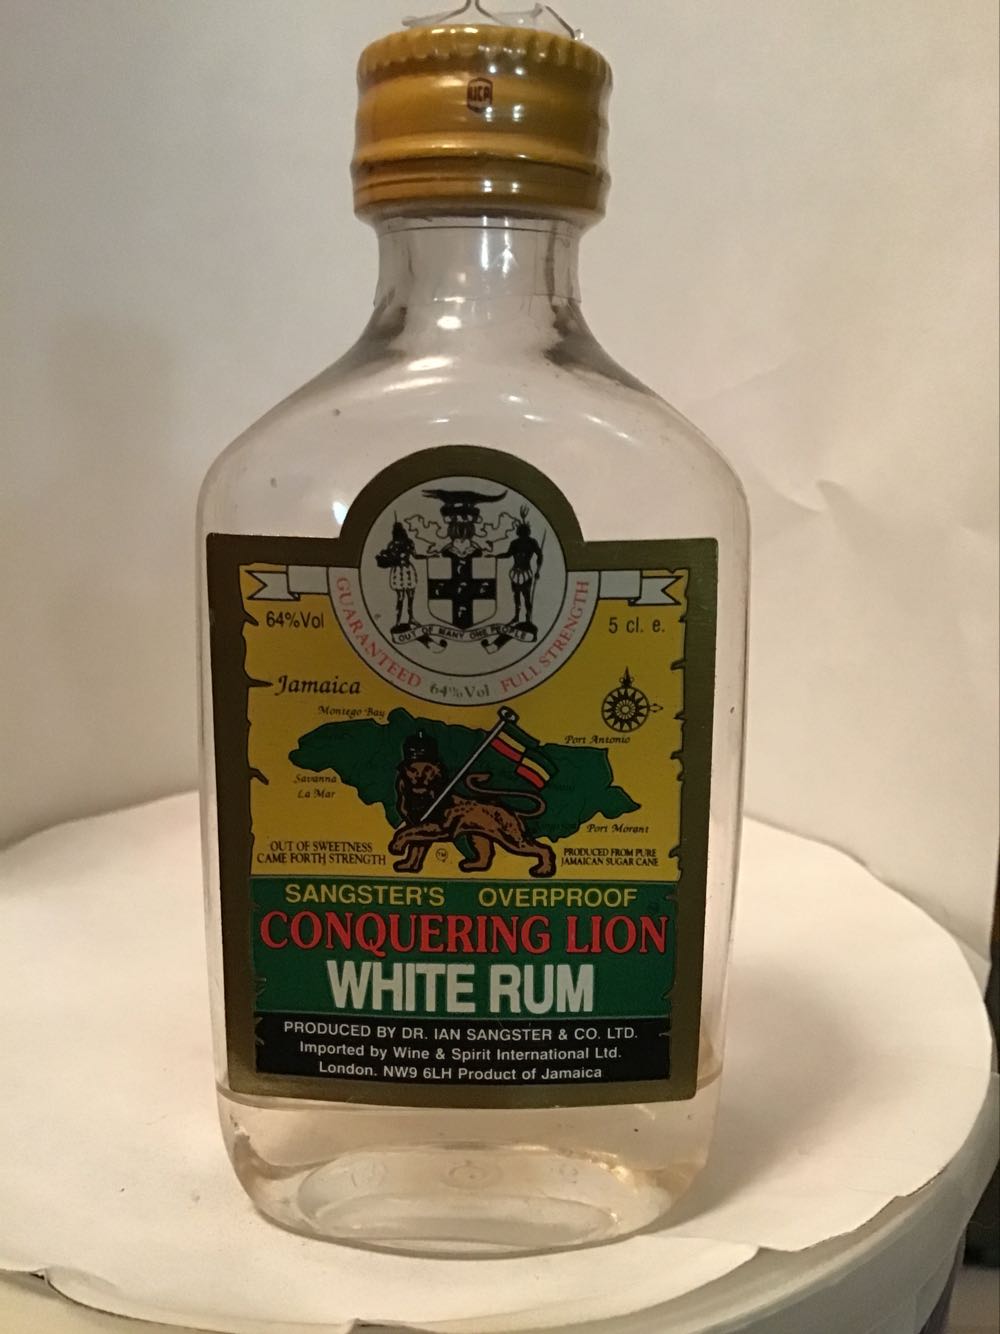 64%Vol
5 cl. e.
OUT OF MANY ONE PEOPLE
GUARANTEED 64% Vol FULL STRENGTH
Jamaica
Montego Bay
Port Antonio
Savanna
La Mar
Port Morant
OUT OF SWEETNESS
CAME FORTH STRENGTH
TM
PRODUCED FROM PURE
JAMAICAN SUGAR CANE
SANGSTER'S OVERPROOF
CONQUERING LION
WHITE RUM
PRODUCED BY DR. IAN SANGSTER & CO. LTD.
Imported by Wine & Spirit International Ltd.
London. NW9 6LH Product of Jamaica